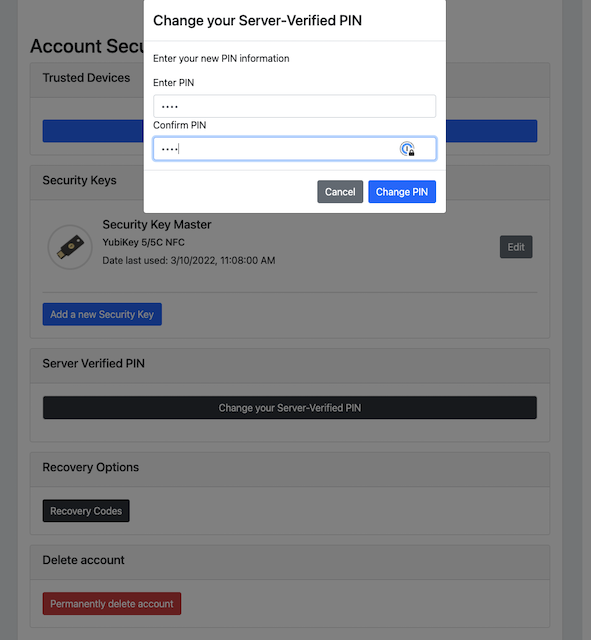 Change your Server-Verified PIN
Enter your new PIN information
Enter PIN
••••
Confirm PIN
••••
Cancel
Change PIN
Account Secu
Trusted Devices
Security Keys
Security Key Master
YubiKey 5/5C NFC
Date last used: 3/10/2022, 11:08:00 AM
Edit
Add a new Security Key
Server Verified PIN
Change your Server-Verified PIN
Recovery Options
Recovery Codes
Delete account
Permanently delete account